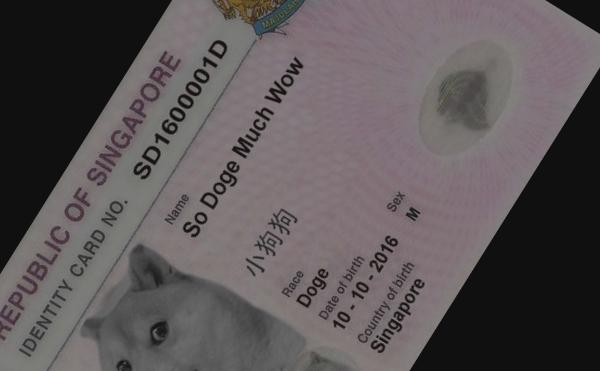 REPUBLIC OF SINGAPORE
IDENTITY CARD NO. SD1600001D
Name
So Doge Much Wow
小狗狗
Race
Doge
Date of birth
10 - 10 - 2016
Sex
M
Country of birth
Singapore